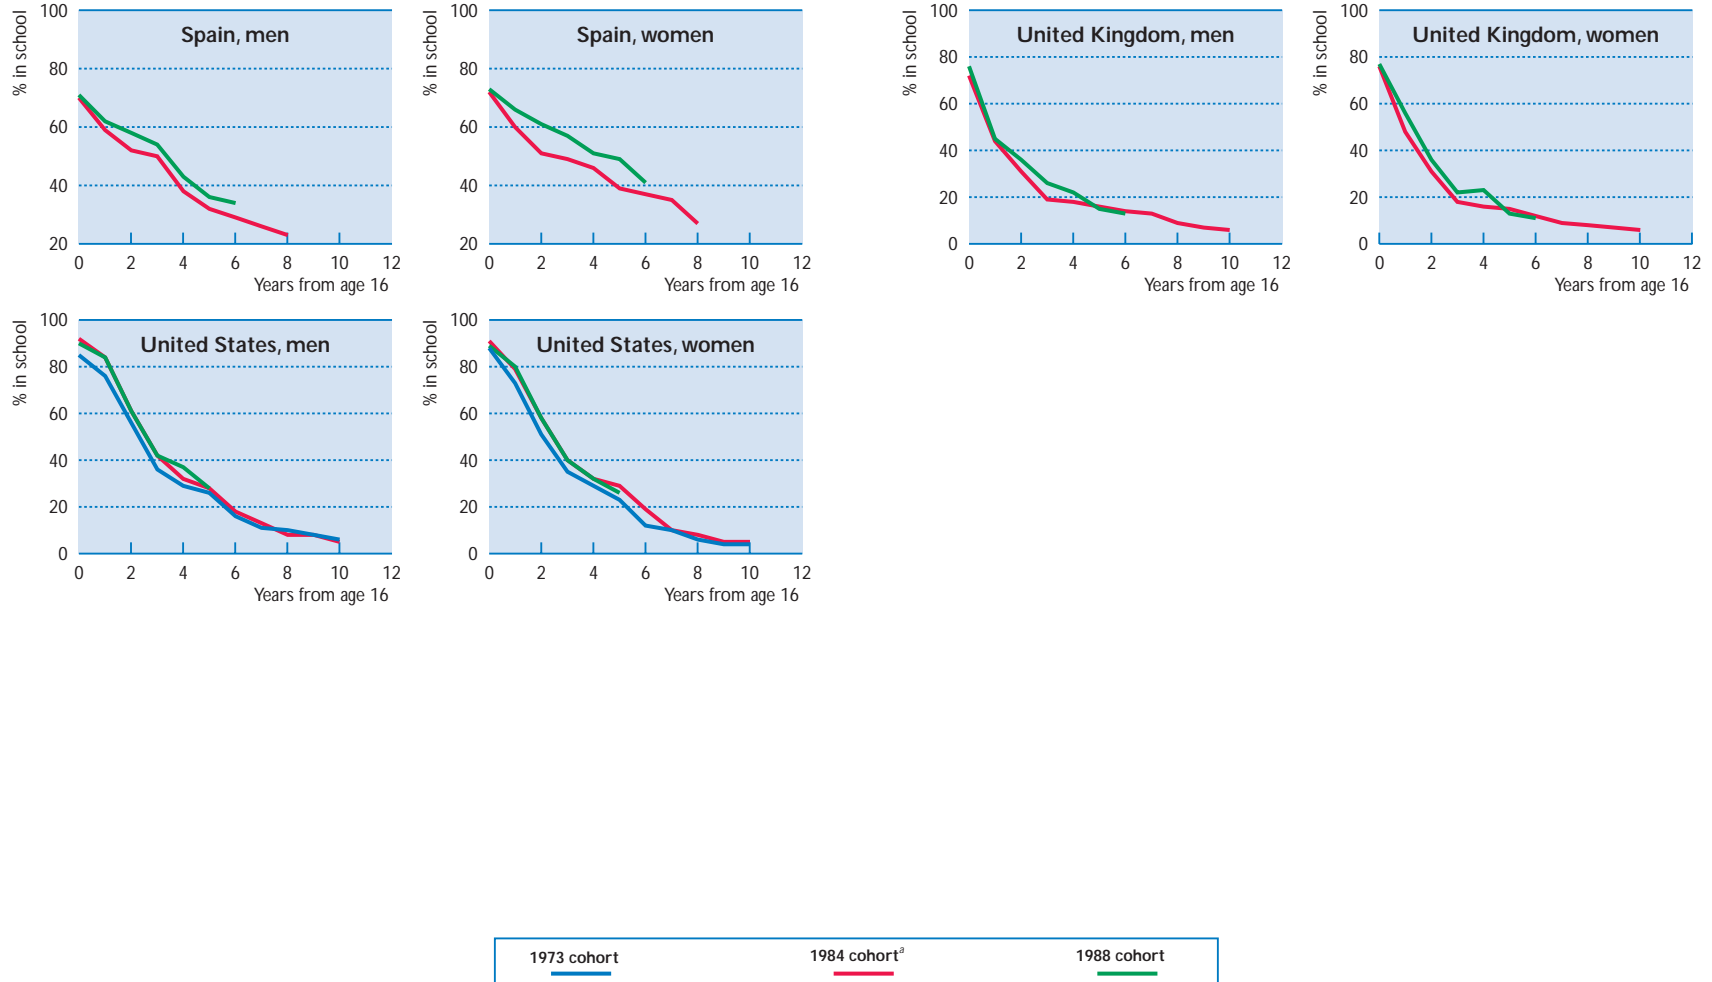 % in school
100
80
60
40
20
Spain, men
0 2 4 6 8 10 12
Years from age 16
% in school
100
80
60
40
20
Spain, women
0 2 4 6 8 10 12
Years from age 16
% in school
100
80
60
40
20
0
United Kingdom, men
0 2 4 6 8 10 12
Years from age 16
% in school
100
80
60
40
20
0
United Kingdom, women
0 2 4 6 8 10 12
Years from age 16
% in school
100
80
60
40
20
0
United States, men
0 2 4 6 8 10 12
Years from age 16
% in school
100
80
60
40
20
0
United States, women
0 2 4 6 8 10 12
Years from age 16
1973 cohort 1984 cohortᵃ 1988 cohort